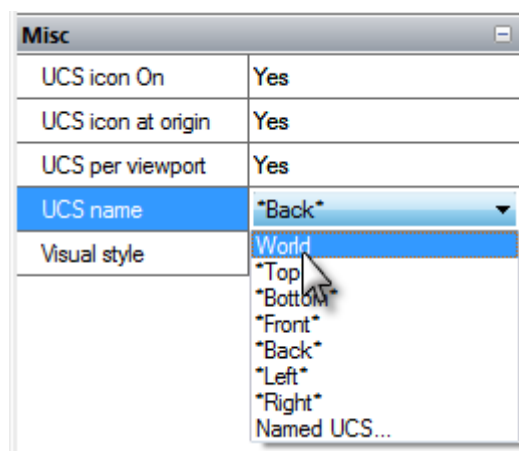 Misc
UCS icon On Yes
UCS icon at origin Yes
UCS per viewport Yes
UCS name *Back*
Visual style
World
*Top*
*Bottom*
*Front*
*Back*
*Left*
*Right*
Named UCS...